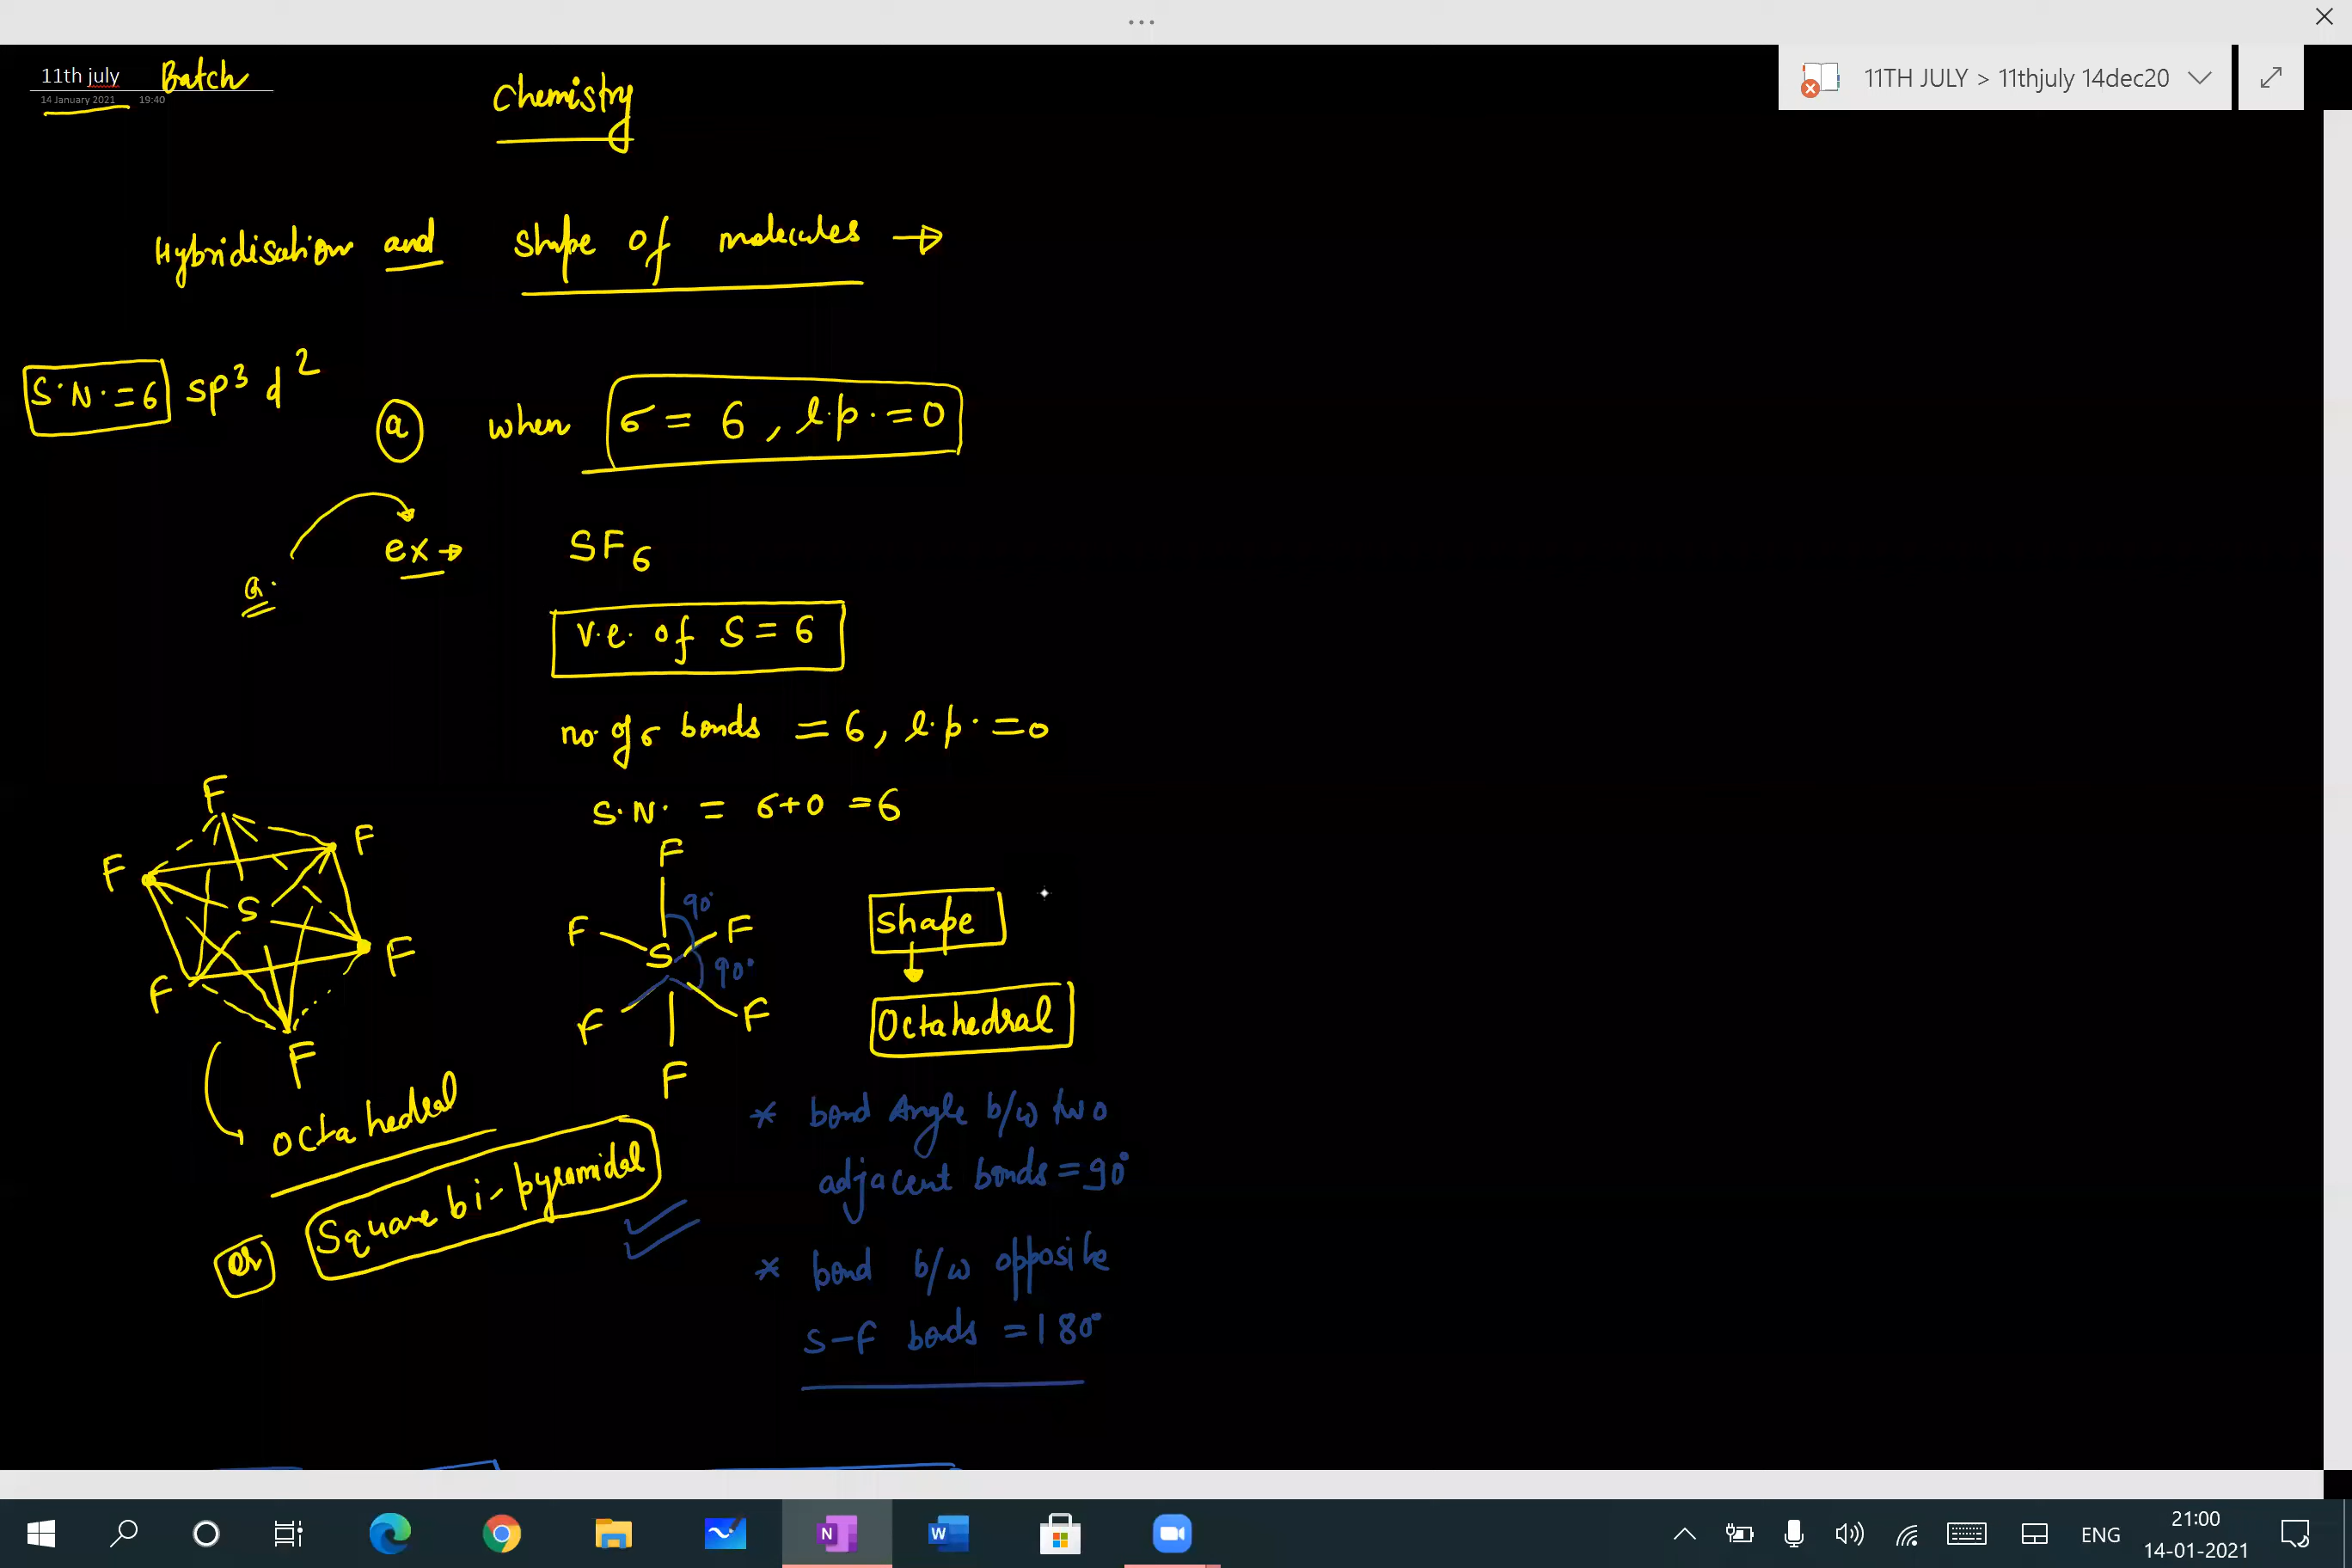 11TH JULY > 11thjuly 14dec20
11th july Batch
14 January 2021 19:40
Chemistry
Hybridisation and shape of molecules →
S.N. = 6 sp³d²
a when σ = 6, l.p. = 0
a. ex → SF₆
v.e. of S = 6
no. of σ bonds = 6, l.p. = 0
S.N. = 6+0 = 6
F
F
F
S
F
F
F
F
F
F
S
F
F
F
90°
90°
Shape
↓
Octahedral
octahedral
or Square bi-pyramidal
* bond Angle b/w two
adjacent bonds = 90°
* bond b/w opposite
S-F bonds = 180°
ENG
21:00
14-01-2021